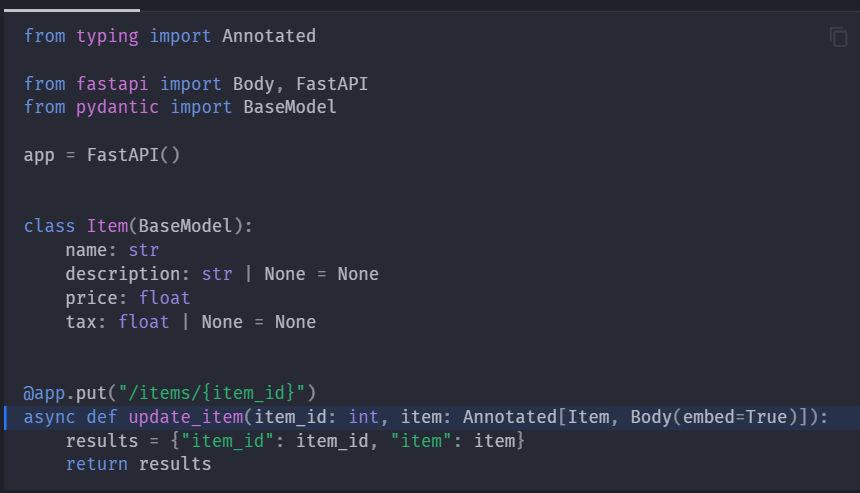 from typing import Annotated
from fastapi import Body, FastAPI
from pydantic import BaseModel
app = FastAPI()
class Item(BaseModel):
    name: str
    description: str | None = None
    price: float
    tax: float | None = None
@app.put("/items/{item_id}")
async def update_item(item_id: int, item: Annotated[Item, Body(embed=True)]):
    results = {"item_id": item_id, "item": item}
    return results